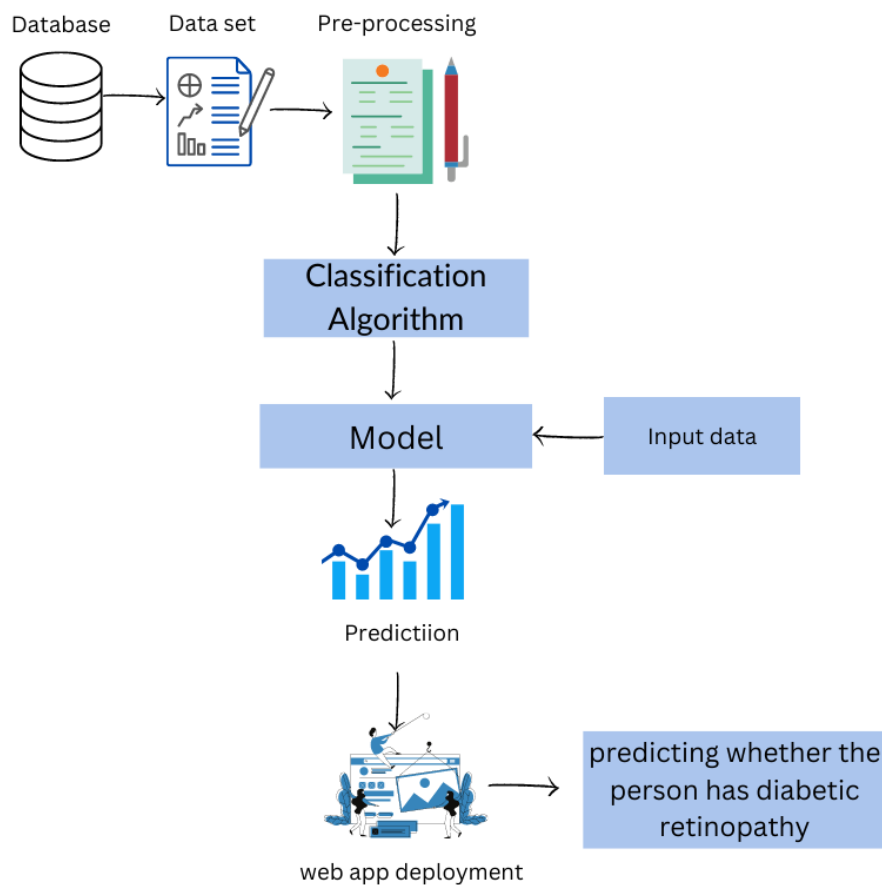 Database
Data set
Pre-processing
Classification
Algorithm
Model
Input data
Predictiion
web app deployment
predicting whether the
person has diabetic
retinopathy